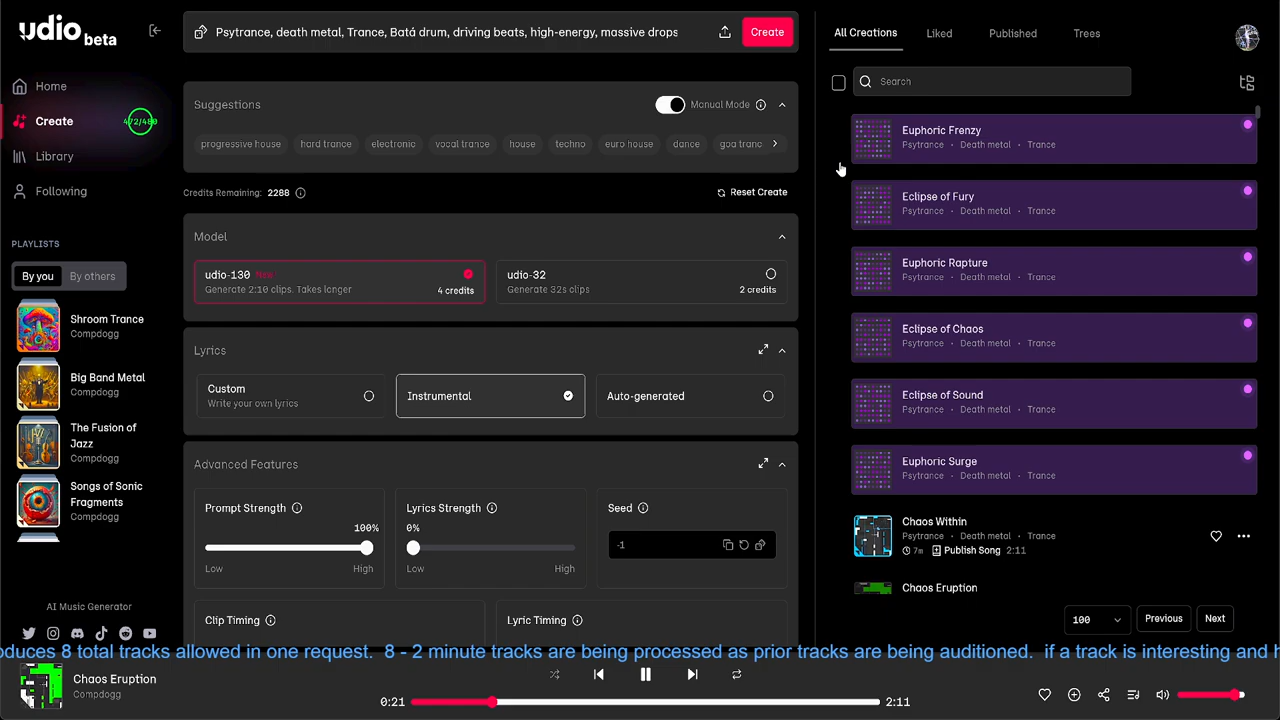 udio beta
Home
Create
472/480
Library
Following
PLAYLISTS
By you
By others
Shroom Trance
Compdogg
Big Band Metal
Compdogg
The Fusion of
Jazz
Compdogg
Songs of Sonic
Fragments
Compdogg
AI Music Generator
Psytrance, death metal, Trance, Batá drum, driving beats, high-energy, massive drops
Create
Suggestions
Manual Mode
progressive house
hard trance
electronic
vocal trance
house
techno
euro house
dance
goa tranc
Credits Remaining: 2288
Reset Create
Model
udio-130 New
Generate 2:10 clips. Takes longer
4 credits
udio-32
Generate 32s clips
2 credits
Lyrics
Custom
Write your own lyrics
Instrumental
Auto-generated
Advanced Features
Prompt Strength
100%
Low
High
Lyrics Strength
0%
Low
High
Seed
-1
Clip Timing
Lyric Timing
All Creations
Liked
Published
Trees
Search
Euphoric Frenzy
Psytrance · Death metal · Trance
Eclipse of Fury
Psytrance · Death metal · Trance
Euphoric Rapture
Psytrance · Death metal · Trance
Eclipse of Chaos
Psytrance · Death metal · Trance
Eclipse of Sound
Psytrance · Death metal · Trance
Euphoric Surge
Psytrance · Death metal · Trance
Chaos Within
Psytrance · Death metal · Trance
7m Publish Song 2:11
Chaos Eruption
100
Previous
Next
oduces 8 total tracks allowed in one request. 8 - 2 minute tracks are being processed as prior tracks are being auditioned. if a track is interesting and h
Chaos Eruption
Compdogg
0:21
2:11